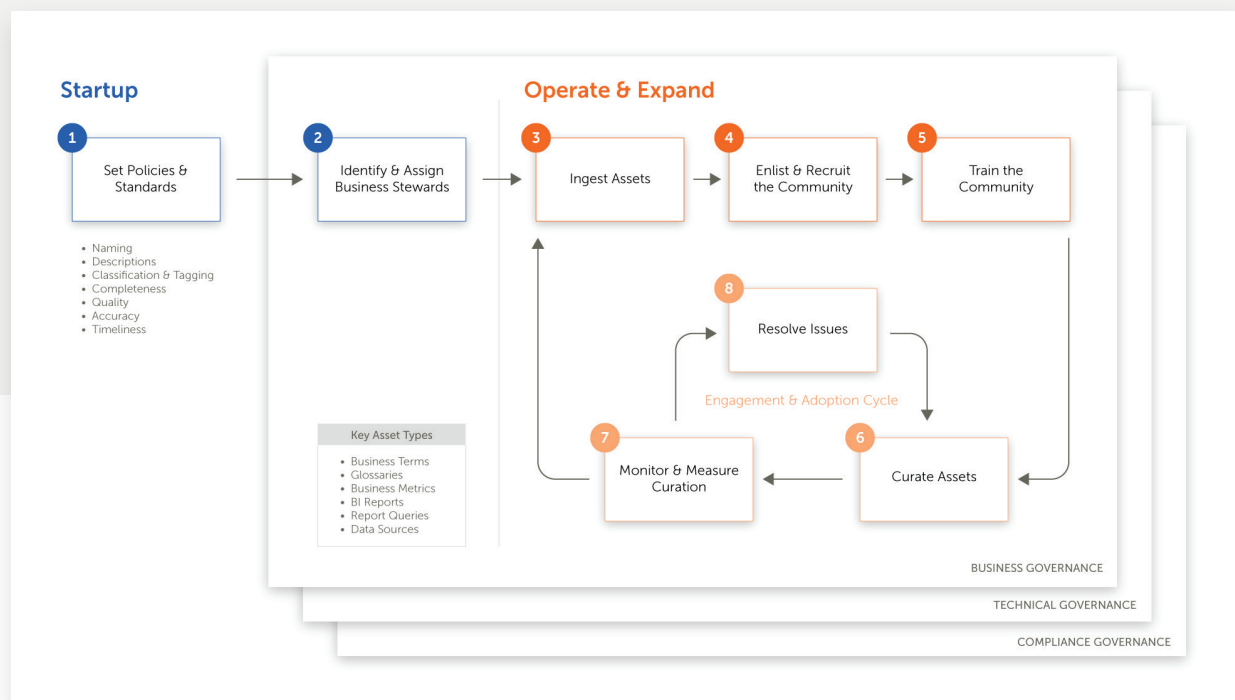 Startup
Operate & Expand
1
Set Policies &
Standards
• Naming
• Descriptions
• Classification & Tagging
• Completeness
• Quality
• Accuracy
• Timeliness
2
Identify & Assign
Business Stewards
3
Ingest Assets
4
Enlist & Recruit
the Community
5
Train the
Community
8
Resolve Issues
Engagement & Adoption Cycle
7
Monitor & Measure
Curation
6
Curate Assets
Key Asset Types
• Business Terms
• Glossaries
• Business Metrics
• BI Reports
• Report Queries
• Data Sources
BUSINESS GOVERNANCE
TECHNICAL GOVERNANCE
COMPLIANCE GOVERNANCE